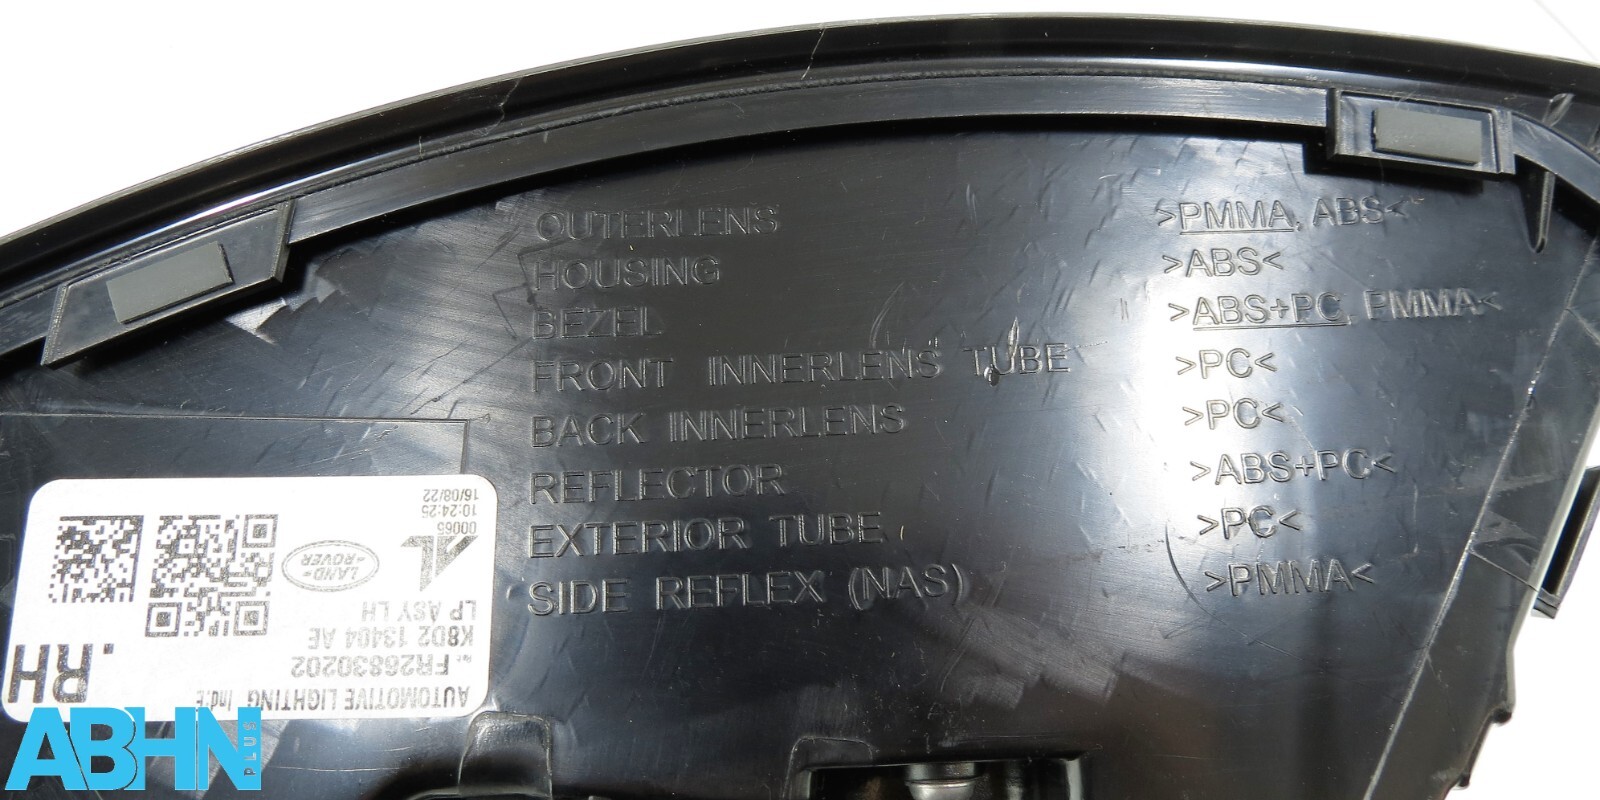 OUTERLENS >PMMA, ABS<
HOUSING >ABS<
BEZEL >ABS+PC, PMMA<
FRONT INNERLENS TUBE >PC<
BACK INNERLENS >PC<
REFLECTOR >ABS+PC<
EXTERIOR TUBE >PC<
SIDE REFLEX (NAS) >PMMA<
AUTOMOTIVE LIGHTING Ind.:E
FR26830202
K8D2 13404 AE
LP ASY LH
.RH
LAND ROVER
AL
00065
10:24:25
16/08/22
ABHN PLUS